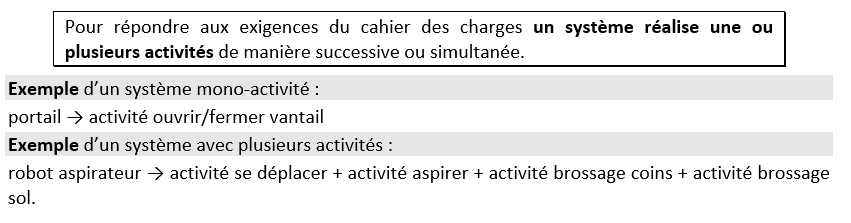 Pour répondre aux exigences du cahier des charges un système réalise une ou
plusieurs activités de manière successive ou simultanée.
Exemple d'un système mono-activité :
portail → activité ouvrir/fermer vantail
Exemple d'un système avec plusieurs activités :
robot aspirateur → activité se déplacer + activité aspirer + activité brossage coins + activité brossage
sol.